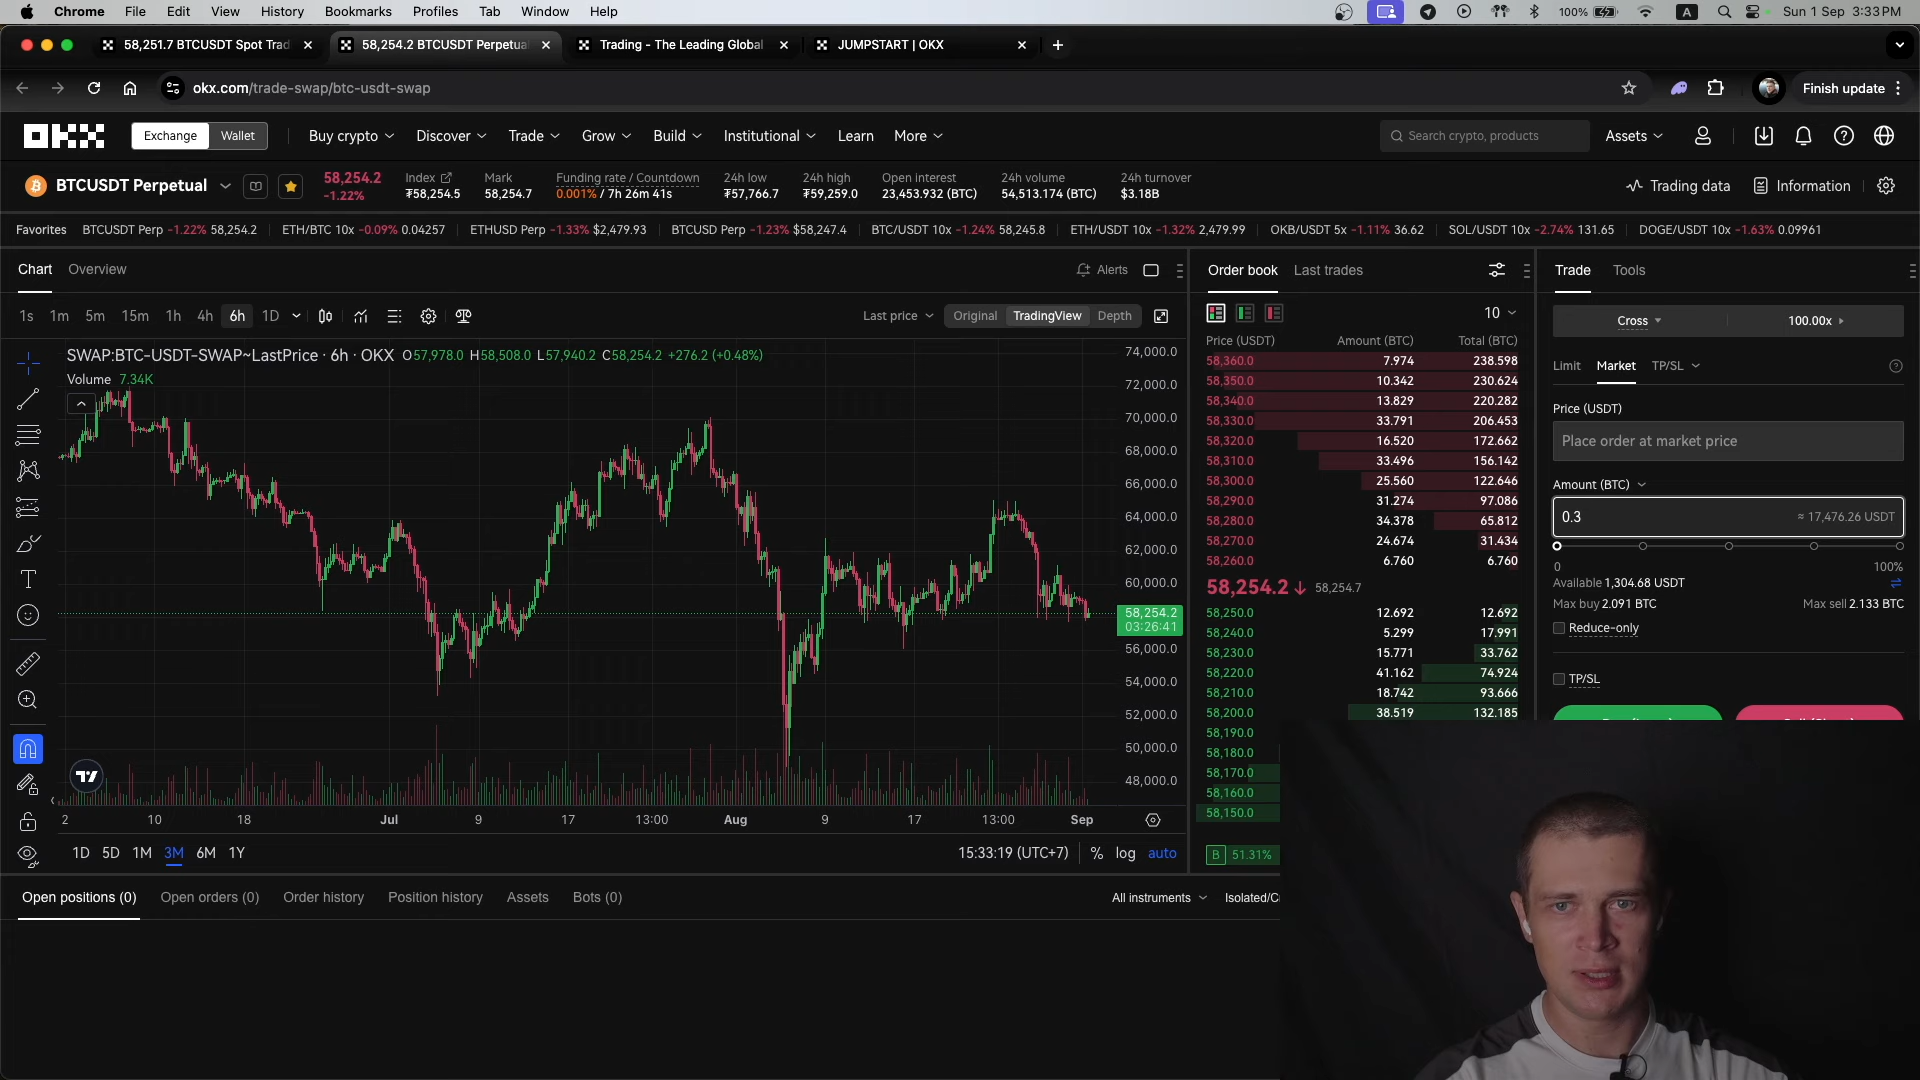 Chrome File Edit View History Bookmarks Profiles Tab Window Help 100% A Sun 1 Sep 3:33 PM
58,251.7 BTCUSDT Spot Trad 58,254.2 BTCUSDT Perpetua Trading - The Leading Global JUMPSTART | OKX
okx.com/trade-swap/btc-usdt-swap Finish update
OKX Exchange Wallet Buy crypto Discover Trade Grow Build Institutional Learn More Search crypto, products Assets
BTCUSDT Perpetual 58,254.2 Index Mark Funding rate / Countdown 24h low 24h high Open interest 24h volume 24h turnover Trading data Information
-1.22% ₮58,254.5 58,254.7 0.001% / 7h 26m 41s ₮57,766.7 ₮59,259.0 23,453.932 (BTC) 54,513.174 (BTC) $3.18B
Favorites BTCUSDT Perp -1.22% 58,254.2 ETH/BTC 10x -0.09% 0.04257 ETHUSD Perp -1.33% $2,479.93 BTCUSD Perp -1.23% $58,247.4 BTC/USDT 10x -1.24% 58,245.8 ETH/USDT 10x -1.32% 2,479.99 OKB/USDT 5x -1.11% 36.62 SOL/USDT 10x -2.74% 131.65 DOGE/USDT 10x -1.63% 0.09961
Chart Overview Alerts
1s 1m 5m 15m 1h 4h 6h 1D Last price Original TradingView Depth
SWAP:BTC-USDT-SWAP~LastPrice · 6h · OKX O57,978.0 H58,508.0 L57,940.2 C58,254.2 +276.2 (+0.48%)
Volume 7.34K
74,000.0
72,000.0
70,000.0
68,000.0
66,000.0
64,000.0
62,000.0
60,000.0
58,254.2
03:26:41
56,000.0
54,000.0
52,000.0
50,000.0
48,000.0
2 10 18 Jul 9 17 13:00 Aug 9 17 13:00 Sep
1D 5D 1M 3M 6M 1Y 15:33:19 (UTC+7) % log auto
Order book Last trades
10
Price (USDT) Amount (BTC) Total (BTC)
58,360.0 7.974 238.598
58,350.0 10.342 230.624
58,340.0 13.829 220.282
58,330.0 33.791 206.453
58,320.0 16.520 172.662
58,310.0 33.496 156.142
58,300.0 25.560 122.646
58,290.0 31.274 97.086
58,280.0 34.378 65.812
58,270.0 24.674 31.434
58,260.0 6.760 6.760
58,254.2 58,254.7
58,250.0 12.692 12.692
58,240.0 5.299 17.991
58,230.0 15.771 33.762
58,220.0 41.162 74.924
58,210.0 18.742 93.666
58,200.0 38.519 132.185
58,190.0
58,180.0
58,170.0
58,160.0
58,150.0
B 51.31%
Trade Tools
Cross 100.00x
Limit Market TP/SL
Price (USDT)
Place order at market price
Amount (BTC)
0.3 ≈ 17,476.26 USDT
0 100%
Available 1,304.68 USDT
Max buy 2.091 BTC Max sell 2.133 BTC
Reduce-only
TP/SL
Open positions (0) Open orders (0) Order history Position history Assets Bots (0) All instruments